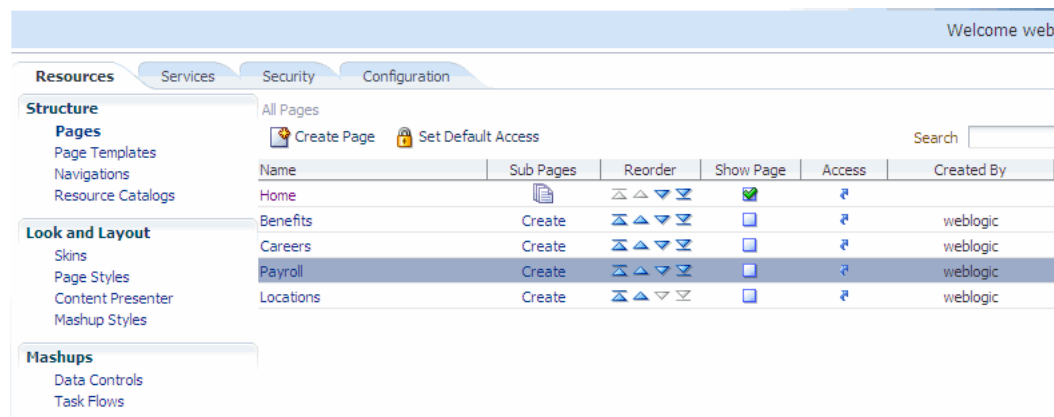 Welcome web
Resources Services Security Configuration
Structure
Pages
Page Templates
Navigations
Resource Catalogs
Look and Layout
Skins
Page Styles
Content Presenter
Mashup Styles
Mashups
Data Controls
Task Flows
All Pages
Create Page Set Default Access Search
Name Sub Pages Reorder Show Page Access Created By
Home
Benefits Create weblogic
Careers Create weblogic
Payroll Create weblogic
Locations Create weblogic